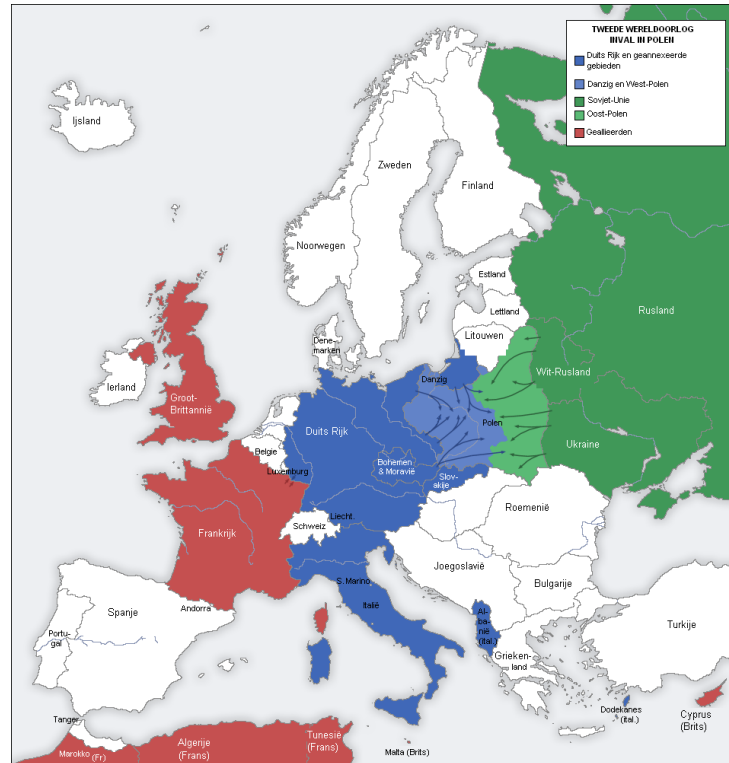 TWEEDE WERELDOORLOG
INVAL IN POLEN
Duits Rijk en geannexeerde
gebieden
Danzig en West-Polen
Sovjet-Unie
Oost-Polen
Geallieerden
Ijsland
Zweden
Finland
Noorwegen
Estland
Lettland
Litouwen
Rusland
Dene-
marken
Ierland
Groot-
Brittannië
Danzig
Wit-Rusland
Polen
Duits Rijk
Belgie
Luxemburg
Bohemen
& Moravië
Slov-
akije
Ukraine
Liecht.
Schweiz
Frankrijk
Roemenië
Joegoslavië
S. Marino
Italië
Bulgarije
Andorra
Spanje
Portu-
gal
Al-
ba-
nië
(ital.)
Grieken-
land
Turkije
Dodekanes
(ital.)
Cyprus
(Brits)
Tanger
Marokko (Fr)
Algerije
(Frans)
Tunesië
(Frans)
Malta (Brits)